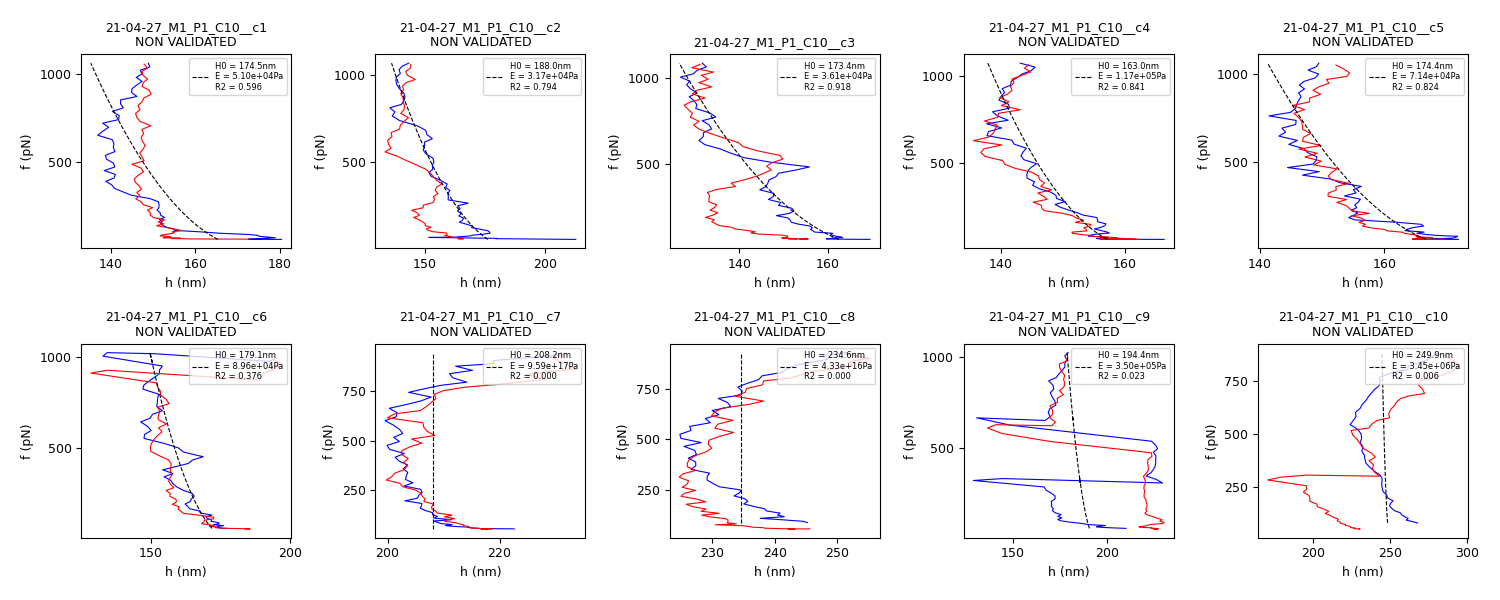 21-04-27_M1_P1_C10__c1
NON VALIDATED
H0 = 174.5nm
E = 5.10e+04Pa
R2 = 0.596
1000
500
f (pN)
140 160 180
h (nm)
21-04-27_M1_P1_C10__c2
NON VALIDATED
H0 = 188.0nm
E = 3.17e+04Pa
R2 = 0.794
1000
500
f (pN)
150 200
h (nm)
21-04-27_M1_P1_C10__c3
H0 = 173.4nm
E = 3.61e+04Pa
R2 = 0.918
1000
500
f (pN)
140 160
h (nm)
21-04-27_M1_P1_C10__c4
NON VALIDATED
H0 = 163.0nm
E = 1.17e+05Pa
R2 = 0.841
1000
500
f (pN)
140 160
h (nm)
21-04-27_M1_P1_C10__c5
NON VALIDATED
H0 = 174.4nm
E = 7.14e+04Pa
R2 = 0.824
1000
500
f (pN)
140 160
h (nm)
21-04-27_M1_P1_C10__c6
NON VALIDATED
H0 = 179.1nm
E = 8.96e+04Pa
R2 = 0.376
1000
500
f (pN)
150 200
h (nm)
21-04-27_M1_P1_C10__c7
NON VALIDATED
H0 = 208.2nm
E = 9.59e+17Pa
R2 = 0.000
750
500
250
f (pN)
200 220
h (nm)
21-04-27_M1_P1_C10__c8
NON VALIDATED
H0 = 234.6nm
E = 4.33e+16Pa
R2 = 0.000
750
500
250
f (pN)
230 240 250
h (nm)
21-04-27_M1_P1_C10__c9
NON VALIDATED
H0 = 194.4nm
E = 3.50e+05Pa
R2 = 0.023
1000
500
f (pN)
150 200
h (nm)
21-04-27_M1_P1_C10__c10
NON VALIDATED
H0 = 249.9nm
E = 3.45e+06Pa
R2 = 0.006
750
500
250
f (pN)
200 250 300
h (nm)